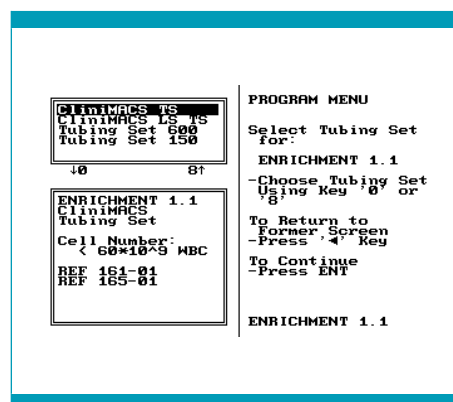 CliniMACS TS
CliniMACS LS TS
Tubing Set 600
Tubing Set 150
↓0 8↑
ENRICHMENT 1.1
CliniMACS
Tubing Set
Cell Number:
< 60*10^9 WBC
REF 161-01
REF 165-01
PROGRAM MENU
Select Tubing Set
for:
ENRICHMENT 1.1
-Choose Tubing Set
Using Key '0' or
'8'
To Return to
Former Screen
-Press '◄' Key
To Continue
-Press ENT
ENRICHMENT 1.1